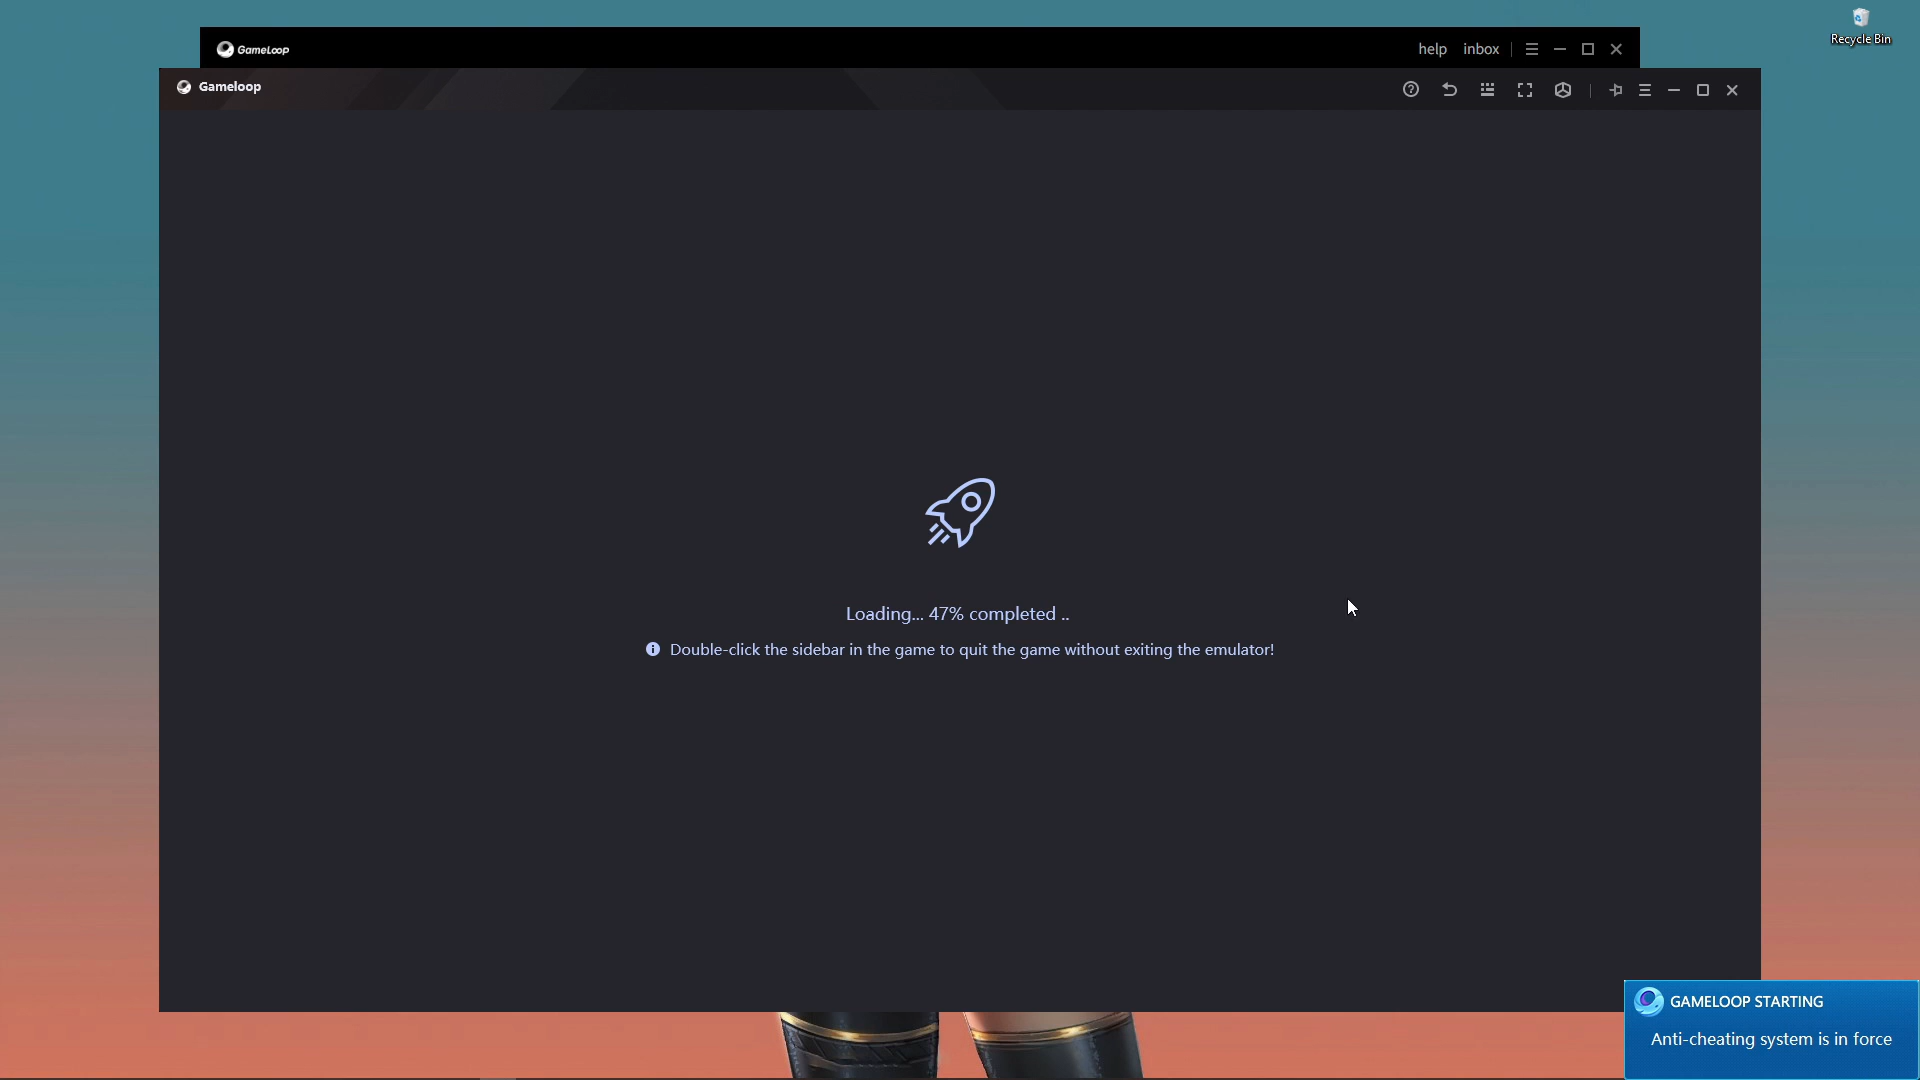 GameLoop
help inbox
Recycle Bin
Gameloop
Loading... 47% completed ..
Double-click the sidebar in the game to quit the game without exiting the emulator!
GAMELOOP STARTING
Anti-cheating system is in force